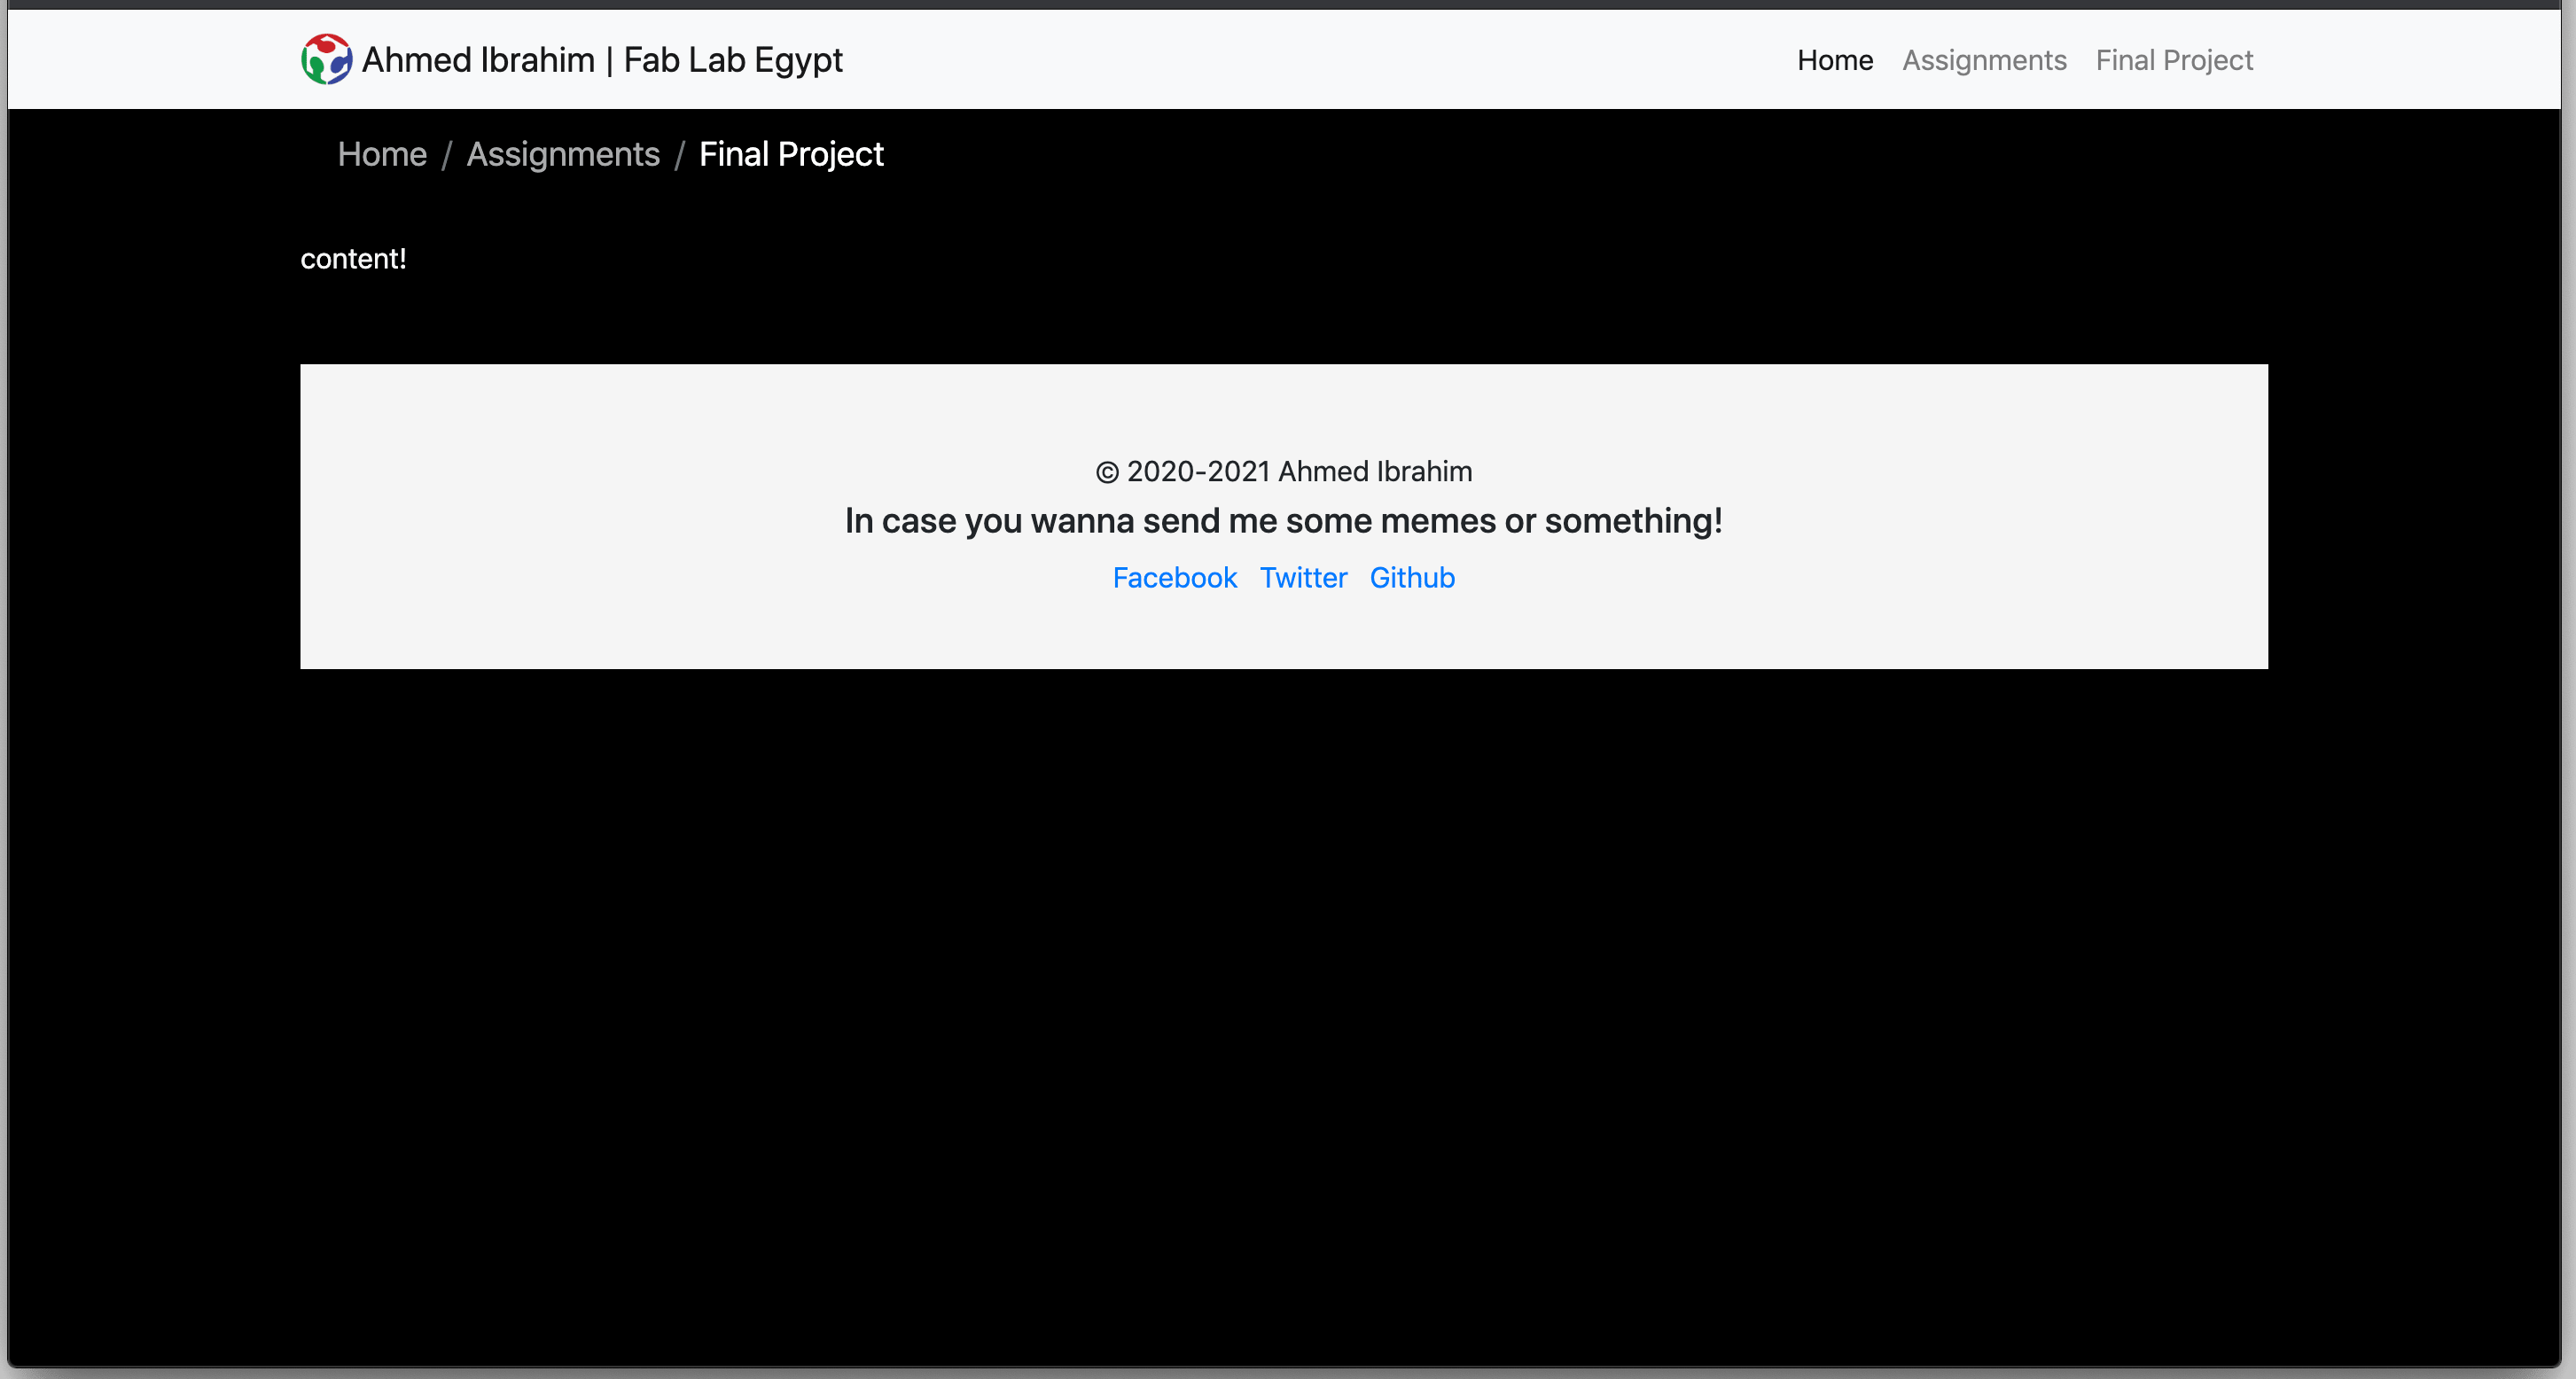 Ahmed Ibrahim | Fab Lab Egypt
Home Assignments Final Project
Home / Assignments / Final Project
content!
© 2020-2021 Ahmed Ibrahim
In case you wanna send me some memes or something!
Facebook Twitter Github